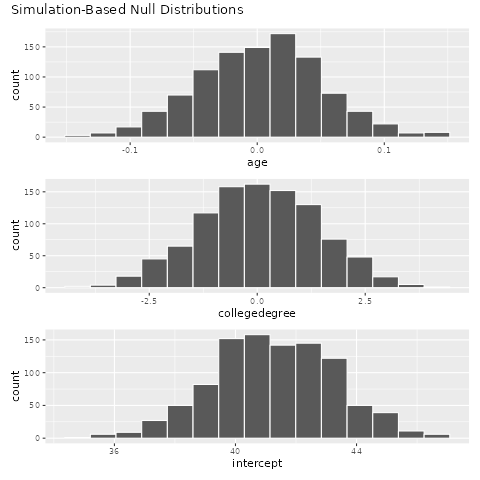 Simulation-Based Null Distributions
150
100
50
0
count
-0.1 0.0 0.1
age
150
100
50
0
count
-2.5 0.0 2.5
collegedegree
150
100
50
0
count
36 40 44
intercept